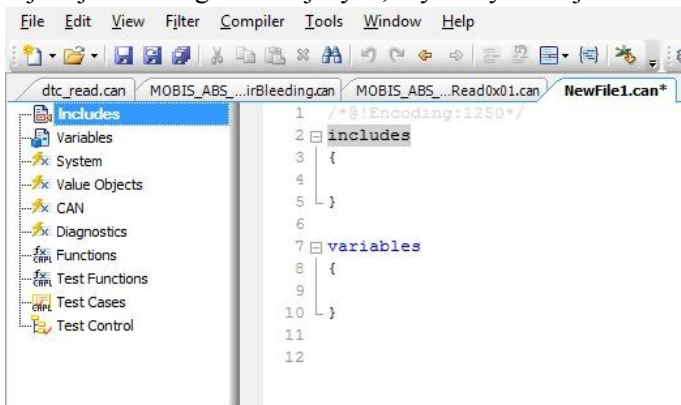 File Edit View Filter Compiler Tools Window Help
dtc_read.can MOBIS_ABS_...irBleeding.can MOBIS_ABS_...Read0x01.can NewFile1.can*
Includes
Variables
System
Value Objects
CAN
Diagnostics
Functions
Test Functions
Test Cases
Test Control
1 /*@!Encoding:1250*/
2 includes
3 {
4
5 }
6
7 variables
8 {
9
10 }
11
12